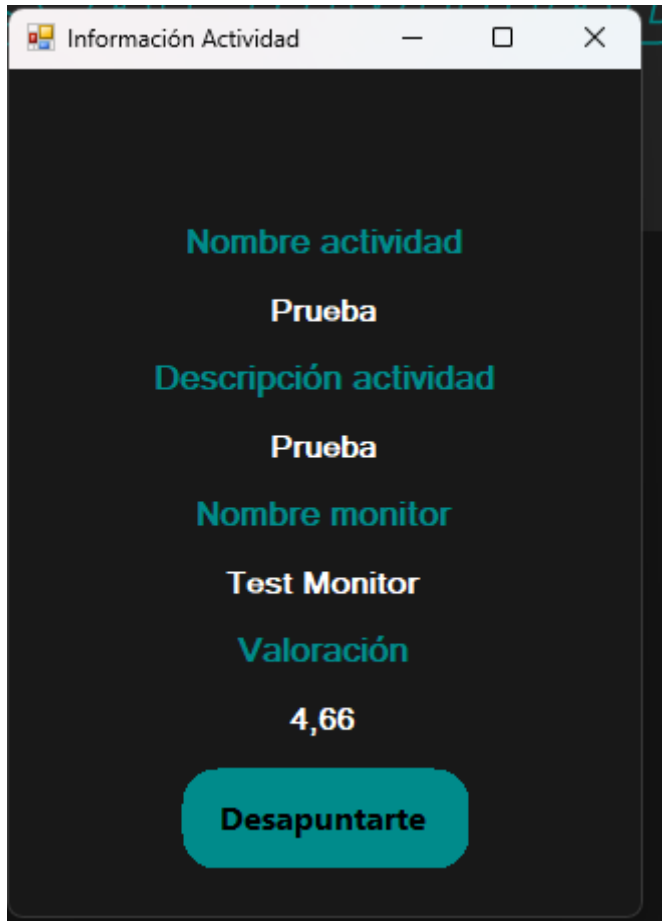 Información Actividad
Nombre actividad
Prueba
Descripción actividad
Prueba
Nombre monitor
Test Monitor
Valoración
4,66
Desapuntarte